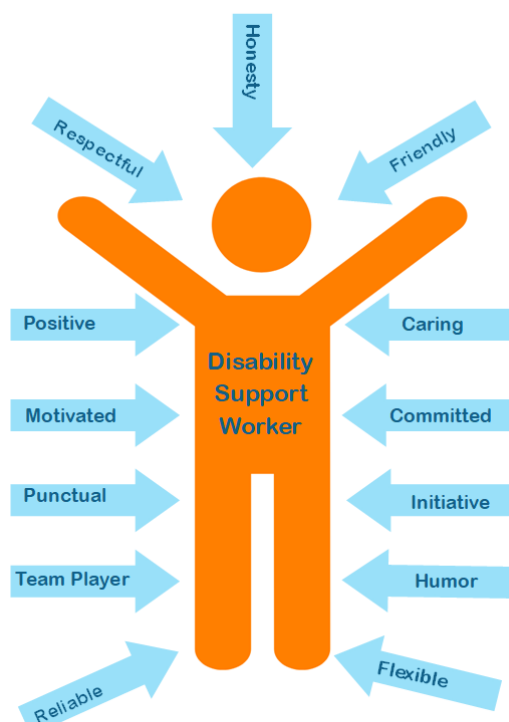 Honesty
Respectful
Friendly
Positive
Caring
Disability
Support
Worker
Motivated
Committed
Punctual
Initiative
Team Player
Humor
Reliable
Flexible